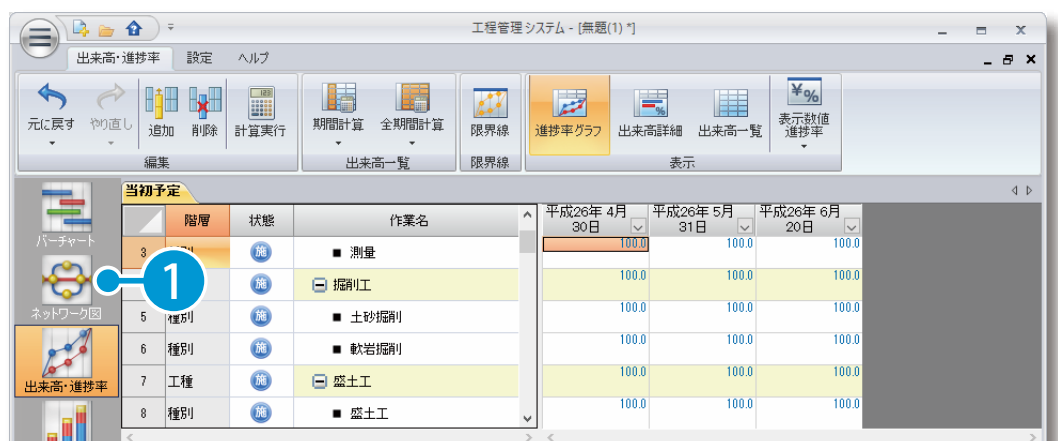 工程管理システム - [無題(1) *]
出来高・進捗率 設定 ヘルプ
元に戻す やり直し 追加 削除 計算実行 期間計算 全期間計算 限界線 進捗率グラフ 出来高詳細 出来高一覧 表示数値 進捗率
編集 出来高一覧 限界線 表示
バーチャート
ネットワーク図
出来高・進捗率
当初予定
階層 状態 作業名 平成26年 4月 30日 平成26年 5月 31日 平成26年 6月 20日
3 施 ■ 測量 100.0 100.0 100.0
1
施 掘削工 100.0 100.0 100.0
5 種別 施 ■ 土砂掘削 100.0 100.0 100.0
6 種別 施 ■ 軟岩掘削 100.0 100.0 100.0
7 工種 施 盛土工 100.0 100.0 100.0
8 種別 施 ■ 盛土工 100.0 100.0 100.0